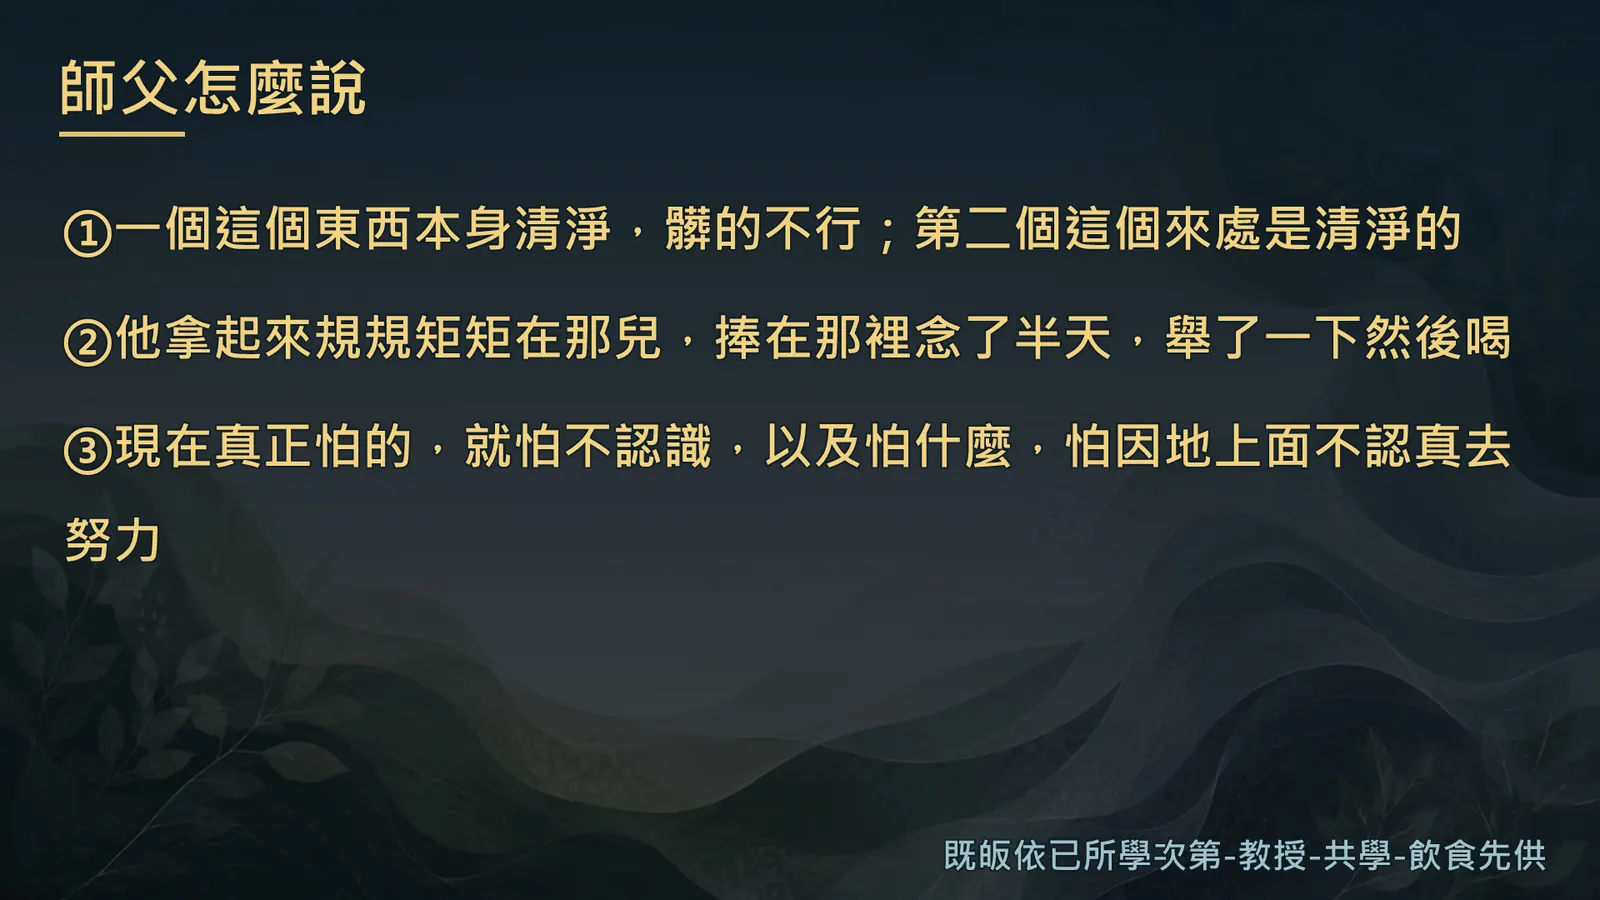 師父怎麼說
①一個這個東西本身清淨，髒的不行；第二個這個來處是清淨的
②他拿起來規規矩矩在那兒，捧在那裡念了半天，舉了一下然後喝
③現在真正怕的，就怕不認識，以及怕什麼，怕因地上面不認真去
努力
既皈依已所學次第-教授-共學-飲食先供